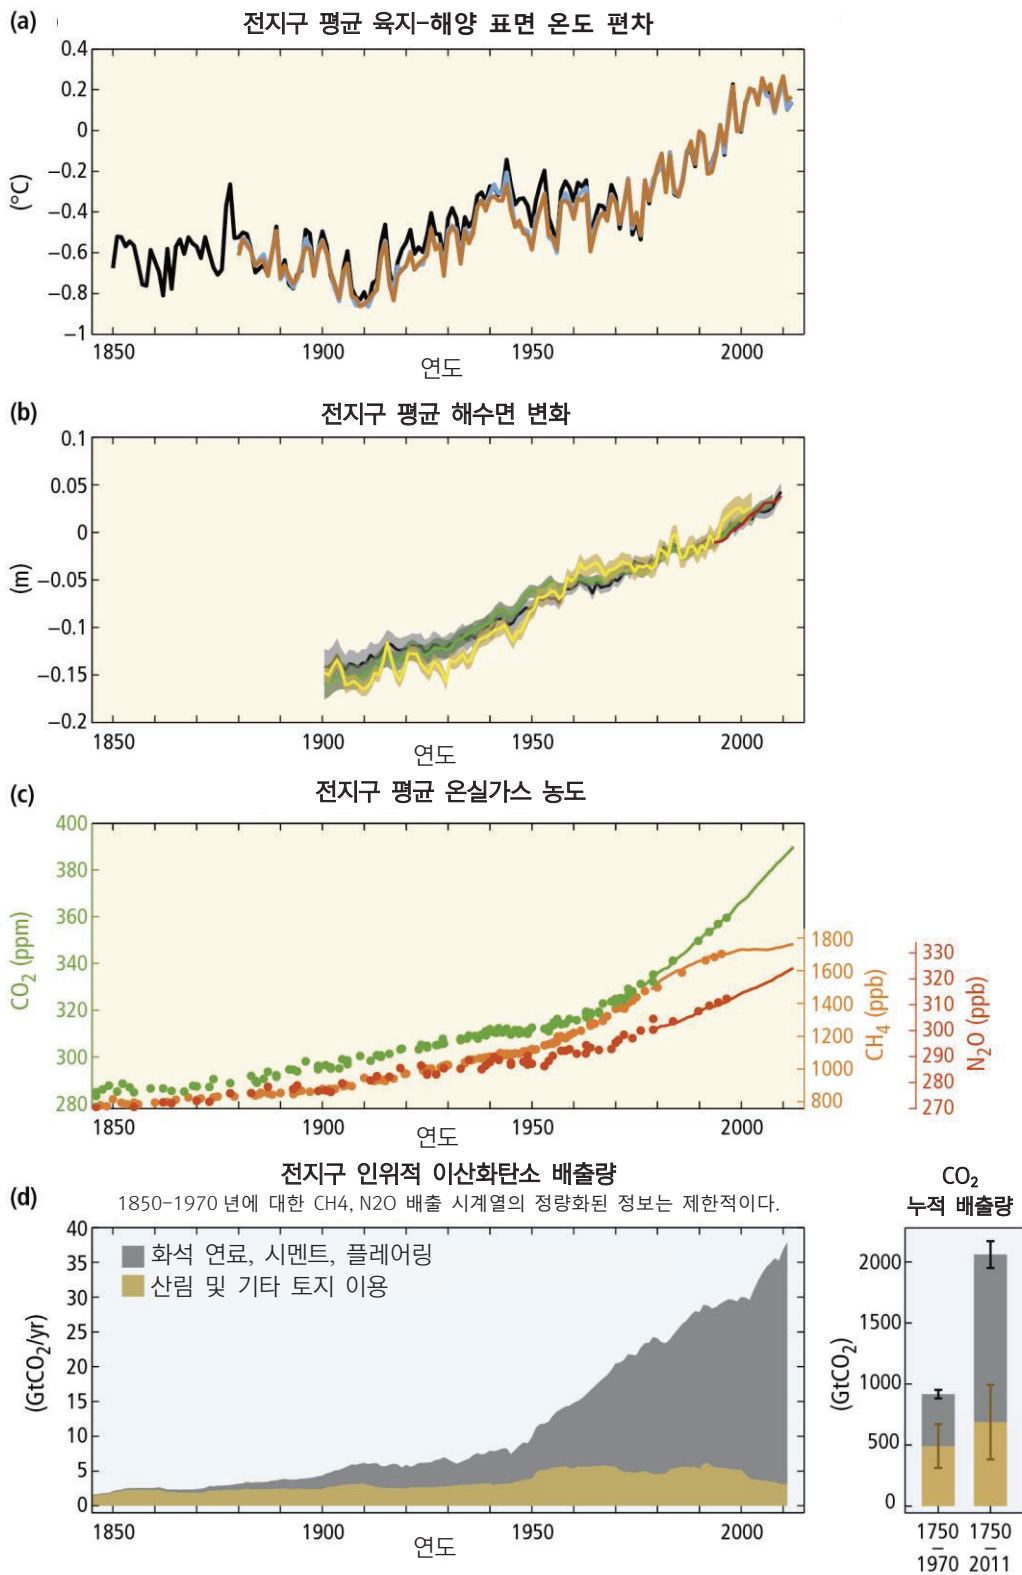 (a) 전지구 평균 육지-해양 표면 온도 편차
0.4
0.2
0
−0.2
−0.4
−0.6
−0.8
−1
(°C)
1850 1900 1950 2000
연도
(b) 전지구 평균 해수면 변화
0.1
0.05
0
−0.05
−0.1
−0.15
−0.2
(m)
1850 1900 1950 2000
연도
(c) 전지구 평균 온실가스 농도
400
380
360
340
320
300
280
CO2 (ppm)
1800
1600
1400
1200
1000
800
CH4 (ppb)
330
320
310
300
290
280
270
N2O (ppb)
1850 1900 1950 2000
연도
(d) 전지구 인위적 이산화탄소 배출량
1850−1970 년에 대한 CH4, N2O 배출 시계열의 정량화된 정보는 제한적이다.
40
35
30
25
20
15
10
5
0
(GtCO2/yr)
화석 연료, 시멘트, 플레어링
산림 및 기타 토지 이용
1850 1900 1950 2000
연도
CO2
누적 배출량
2000
1500
1000
500
0
(GtCO2)
1750 1750
– –
1970 2011